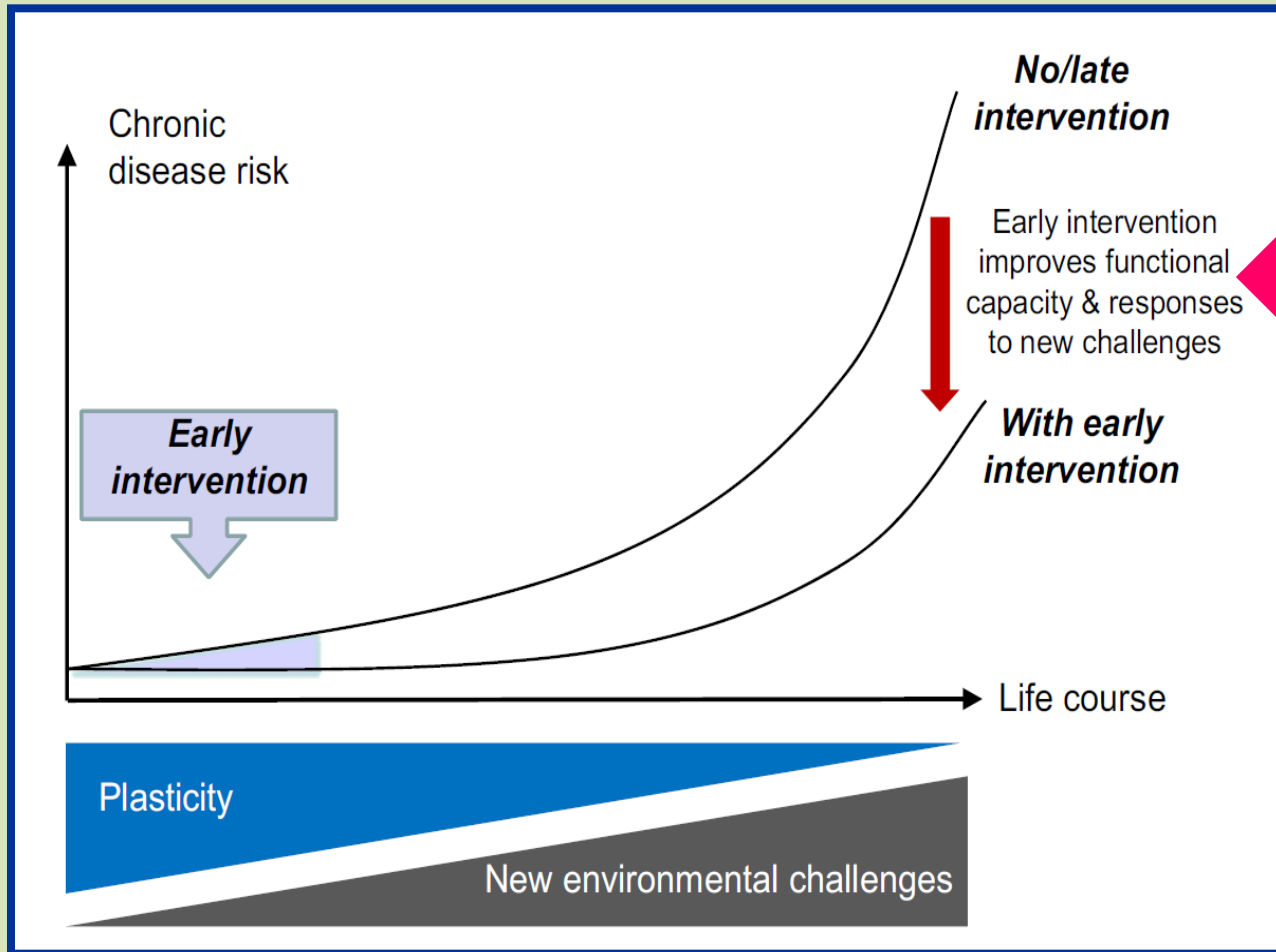 No/late
intervention
Chronic
disease risk
Early intervention
improves functional
capacity & responses
to new challenges
Early
intervention
With early
intervention
Life course
Plasticity
New environmental challenges